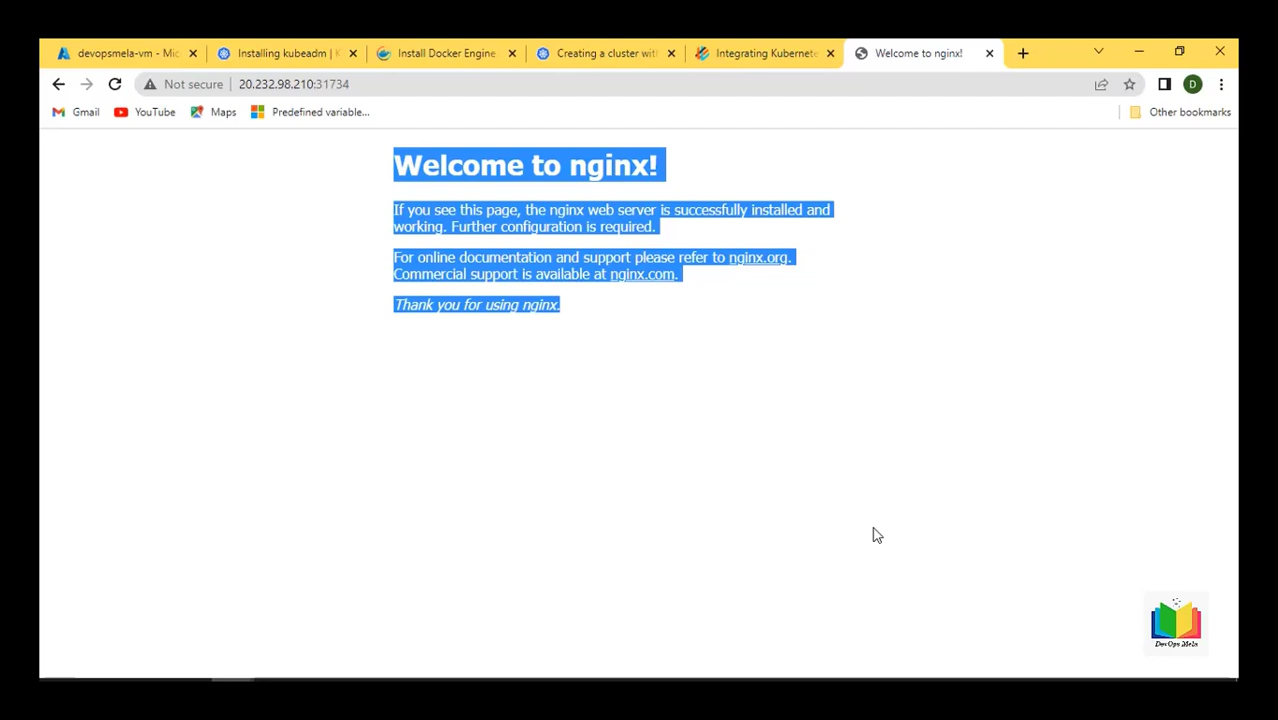 devopsmela-vm - Mic
Installing kubeadm | K
Install Docker Engine
Creating a cluster with
Integrating Kubernete
Welcome to nginx!
Not secure
20.232.98.210:31734
D
Gmail
YouTube
Maps
Predefined variable...
Other bookmarks
Welcome to nginx!
If you see this page, the nginx web server is successfully installed and
working. Further configuration is required.
For online documentation and support please refer to nginx.org.
Commercial support is available at nginx.com.
Thank you for using nginx.
DevOps Mela